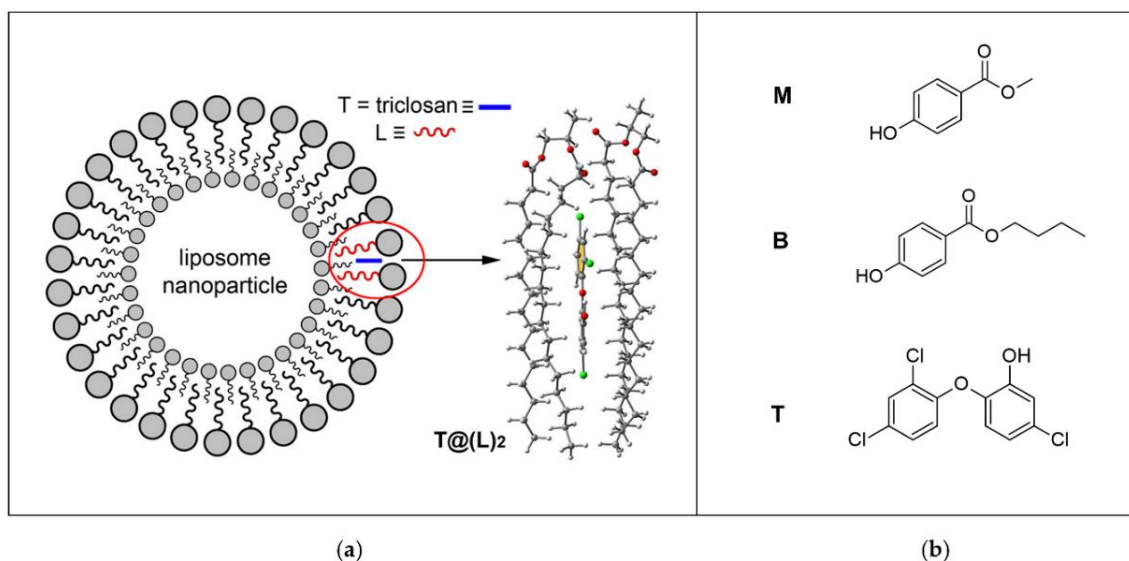 T = triclosan ≡
L ≡
liposome
nanoparticle
T@(L)₂
(a)
M
O
O
HO
B
O
O
HO
T
Cl
OH
O
Cl
Cl
(b)